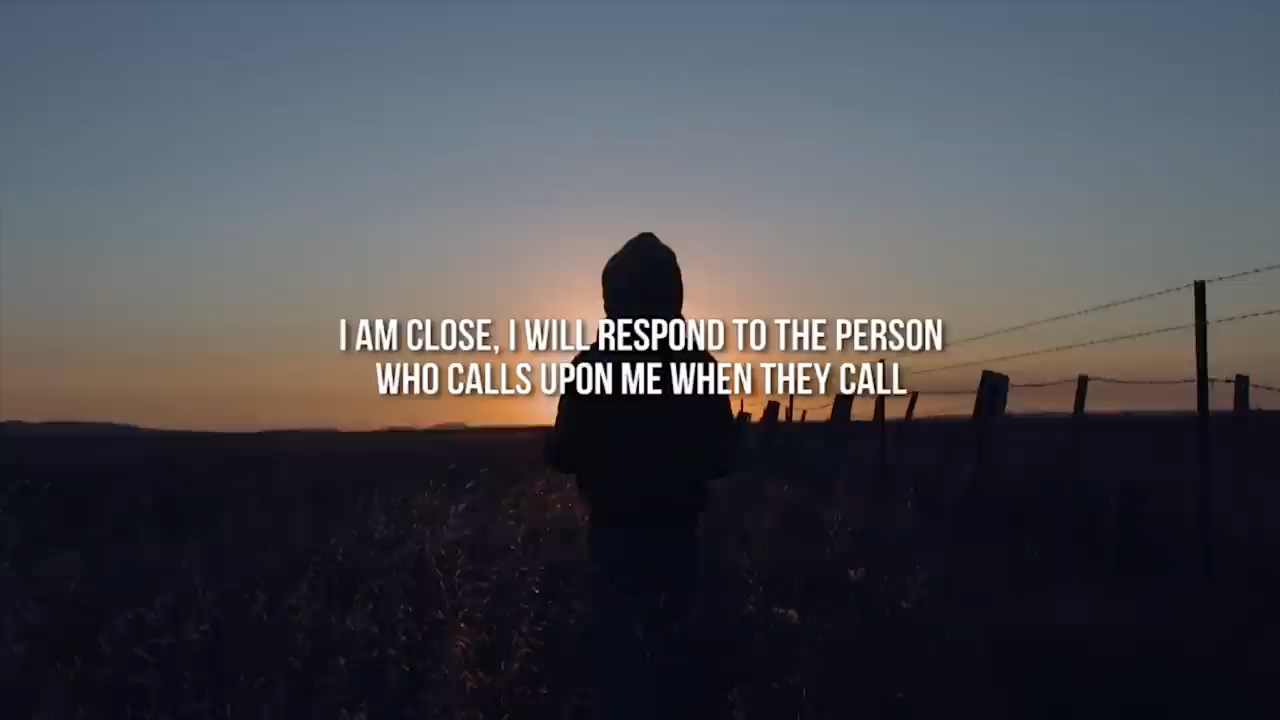 I AM CLOSE, I WILL RESPOND TO THE PERSON
WHO CALLS UPON ME WHEN THEY CALL